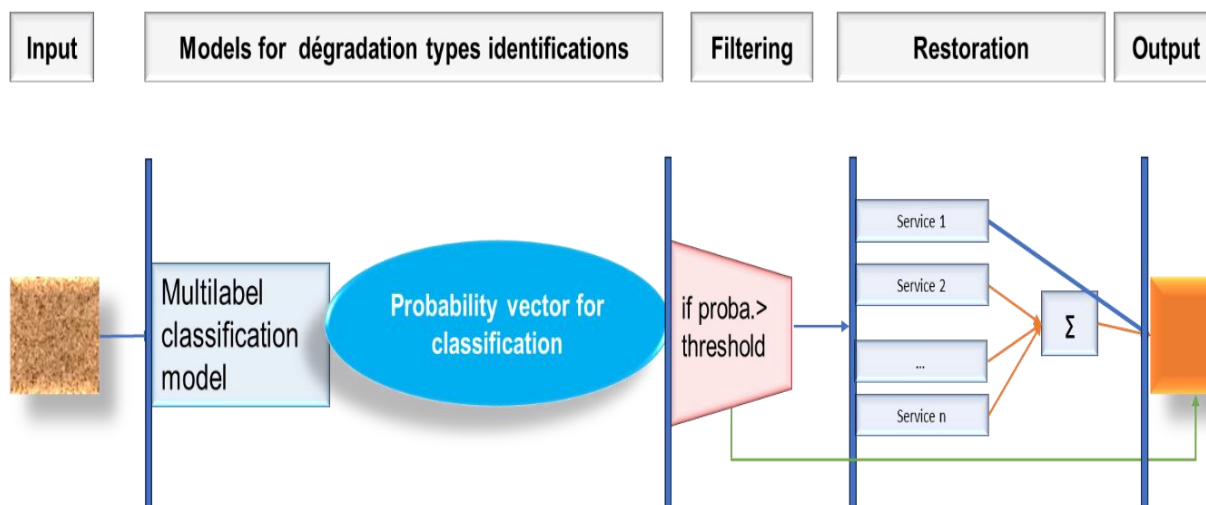 Input
Models for dégradation types identifications
Filtering
Restoration
Output
Multilabel
classification
model
Probability vector for
classification
if proba.>
threshold
Service 1
Service 2
...
Service n
Σ